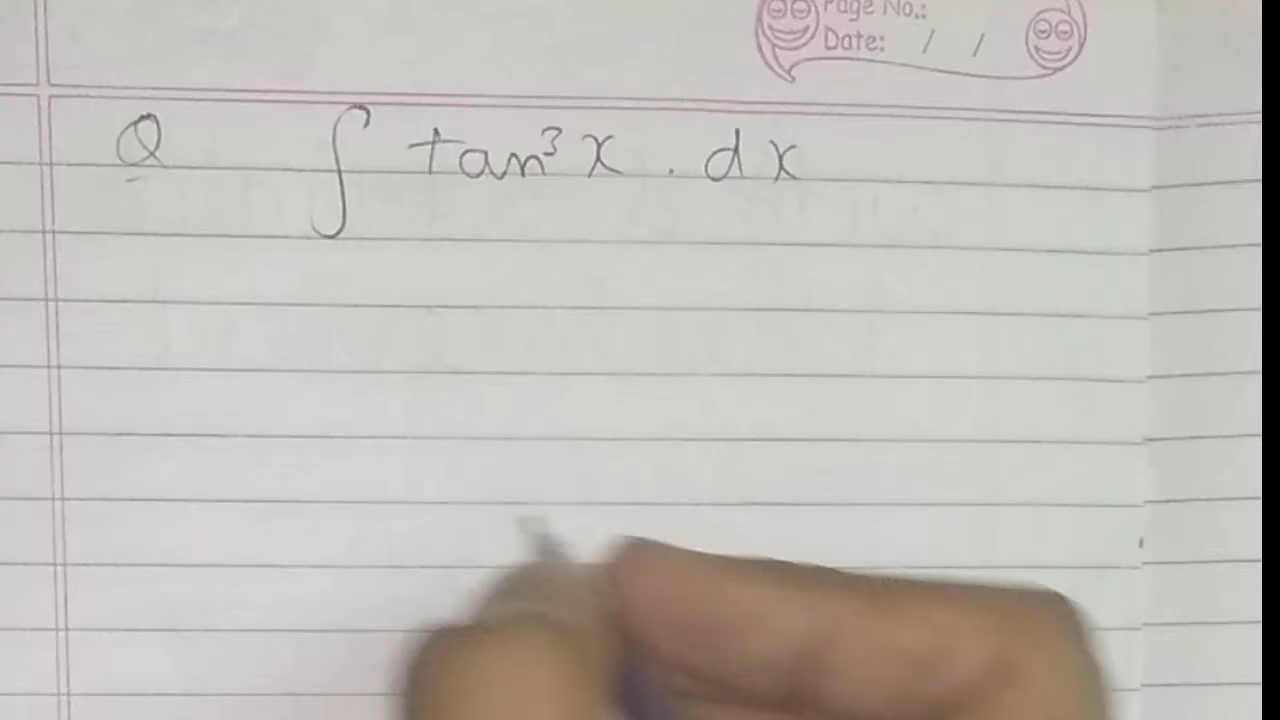 Page No.:
Date: / /
Q ∫ tan³x . dx